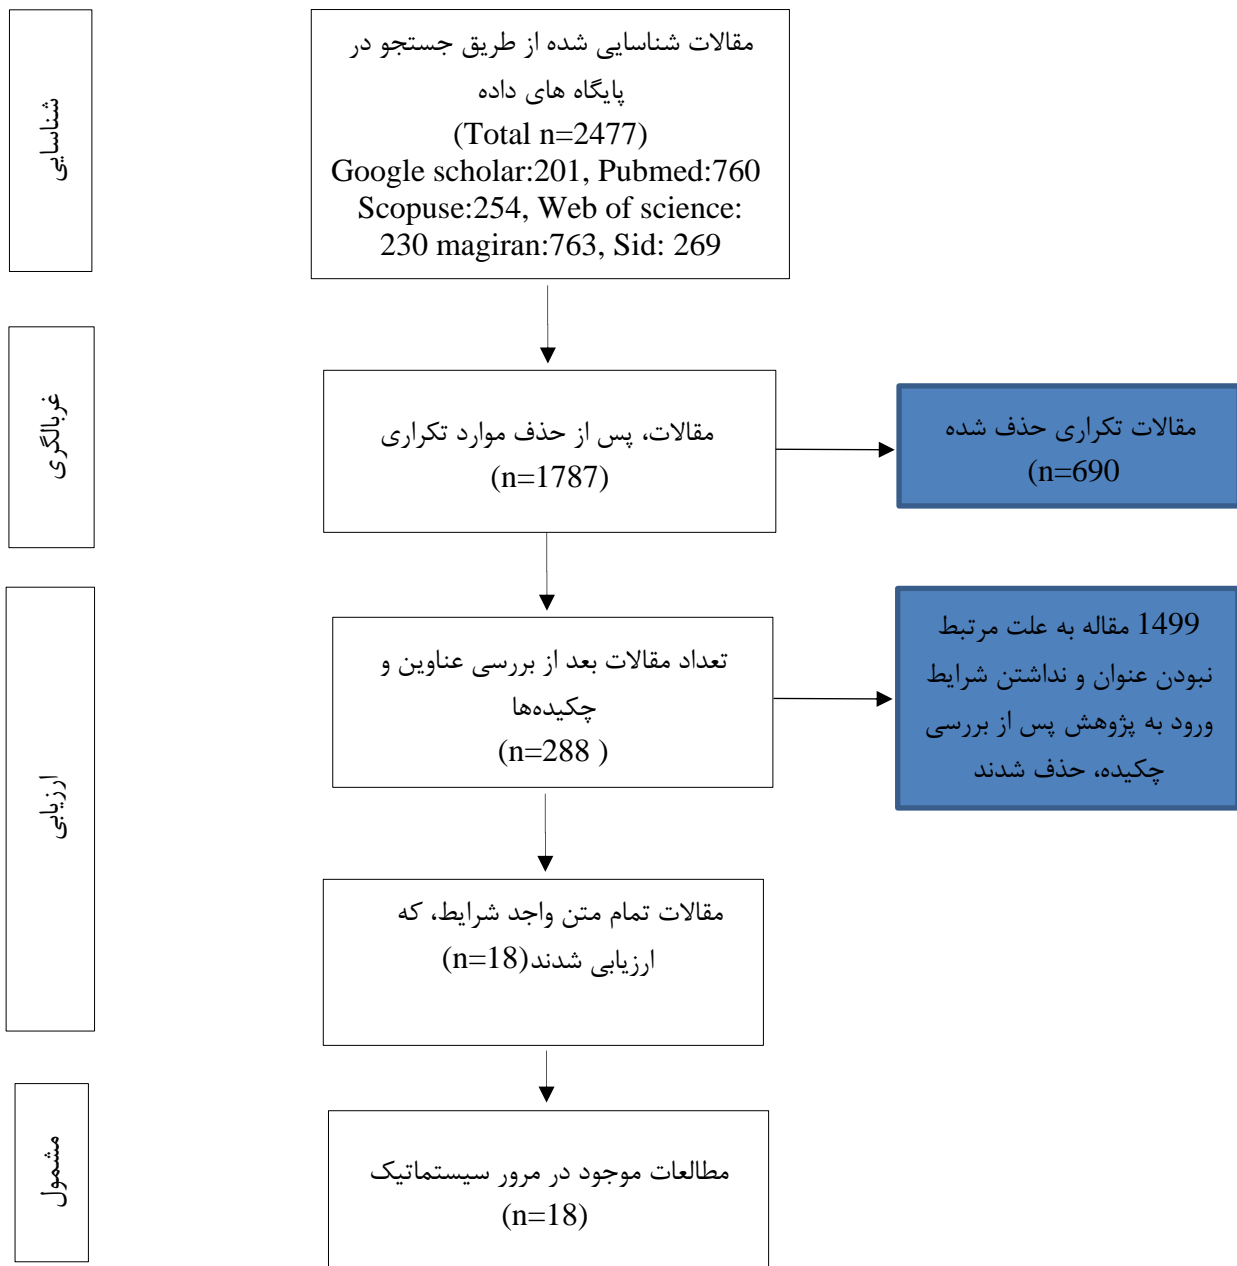 شناسایی
مقالات شناسایی شده از طریق جستجو در
پایگاه های داده
(Total n=2477)
Google scholar:201, Pubmed:760
Scopuse:254, Web of science:
230 magiran:763, Sid: 269
غربالگری
مقالات، پس از حذف موارد تکراری
(n=1787)
مقالات تکراری حذف شده
(n=690
ارزیابی
تعداد مقالات بعد از بررسی عناوین و
چکیده‌ها
(n=288 )
1499 مقاله به علت مرتبط
نبودن عنوان و نداشتن شرایط
ورود به پژوهش پس از بررسی
چکیده، حذف شدند
مقالات تمام متن واجد شرایط، که
ارزیابی شدند(n=18)
مشمول
مطالعات موجود در مرور سیستماتیک
(n=18)